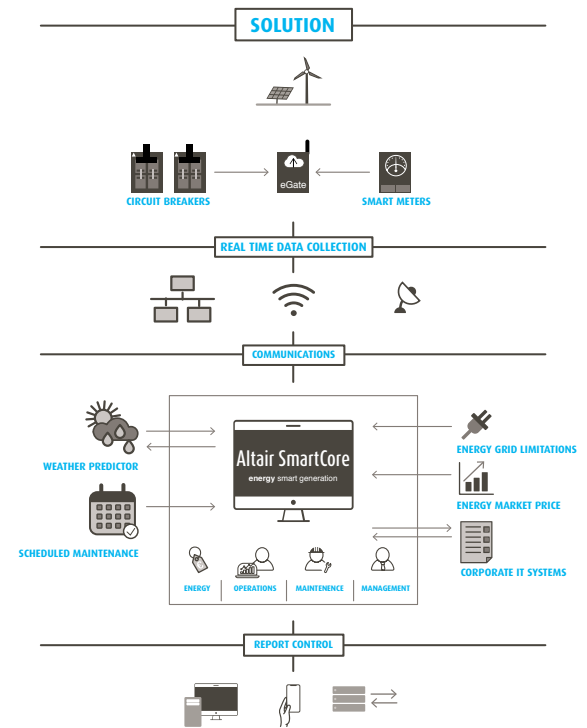 SOLUTION
eGate
CIRCUIT BREAKERS
SMART METERS
REAL TIME DATA COLLECTION
COMMUNICATIONS
WEATHER PREDICTOR
SCHEDULED MAINTENANCE
Altair SmartCore
energy smart generation
ENERGY GRID LIMITATIONS
ENERGY MARKET PRICE
CORPORATE IT SYSTEMS
ENERGY
OPERATIONS
MAINTENENCE
MANAGEMENT
REPORT CONTROL